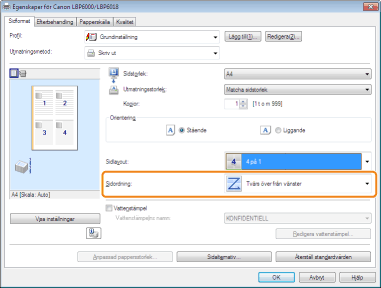 Egenskaper för Canon LBP6000/LBP6018
Sidformat Efterbehandling Papperskälla Kvalitet
Profil: Grundinställning Lägg till(1)... Redigera(2)...
Utmatningsmetod: Skriv ut
Sidstorlek: A4
Utmatningsstorlek: Matcha sidstorlek
Kopior: 1 [1t o m 999]
Orientering
A Stående A Liggande
1 2
3 4
Sidlayout: 4 4 på 1
Sidordning: Tvärs över från vänster
A4 [Skala: Auto]
Vattenstämpel
Vattenstämpelns namn: KONFIDENTIELL
Visa inställningar
Redigera vattenstämpel...
Anpassad pappersstorlek... Sidalternativ... Återställ standardvärden
OK Avbryt Hjälp